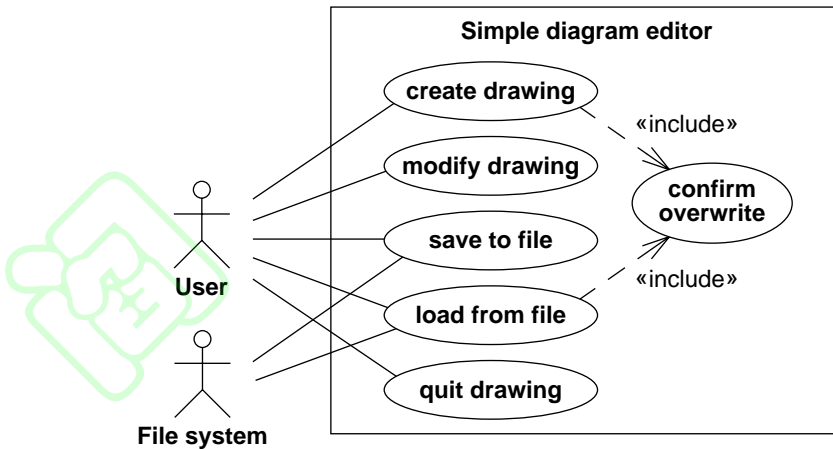 Simple diagram editor
create drawing
«include»
modify drawing
confirm
overwrite
save to file
«include»
User
load from file
quit drawing
File system